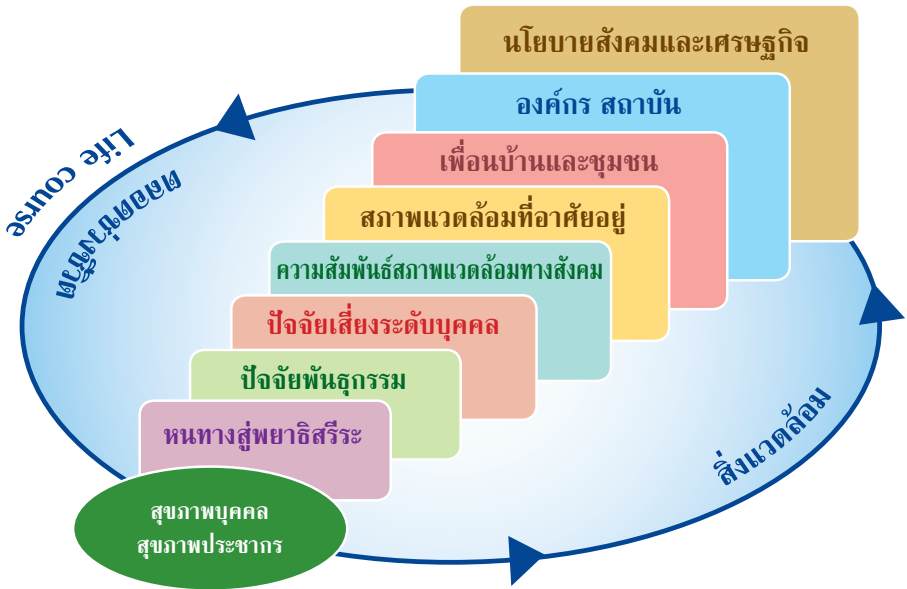 นโยบายสังคมและเศรษฐกิจ
องค์กร สถาบัน
เพื่อนบ้านและชุมชน
สภาพแวดล้อมที่อาศัยอยู่
ความสัมพันธ์สภาพแวดล้อมทางสังคม
ปัจจัยเสี่ยงระดับบุคคล
ปัจจัยพันธุกรรม
หนทางสู่พยาธิสรีระ
สุขภาพบุคคล
สุขภาพประชากร
Life course
ตลอดช่วงชีวิต
สิ่งแวดล้อม